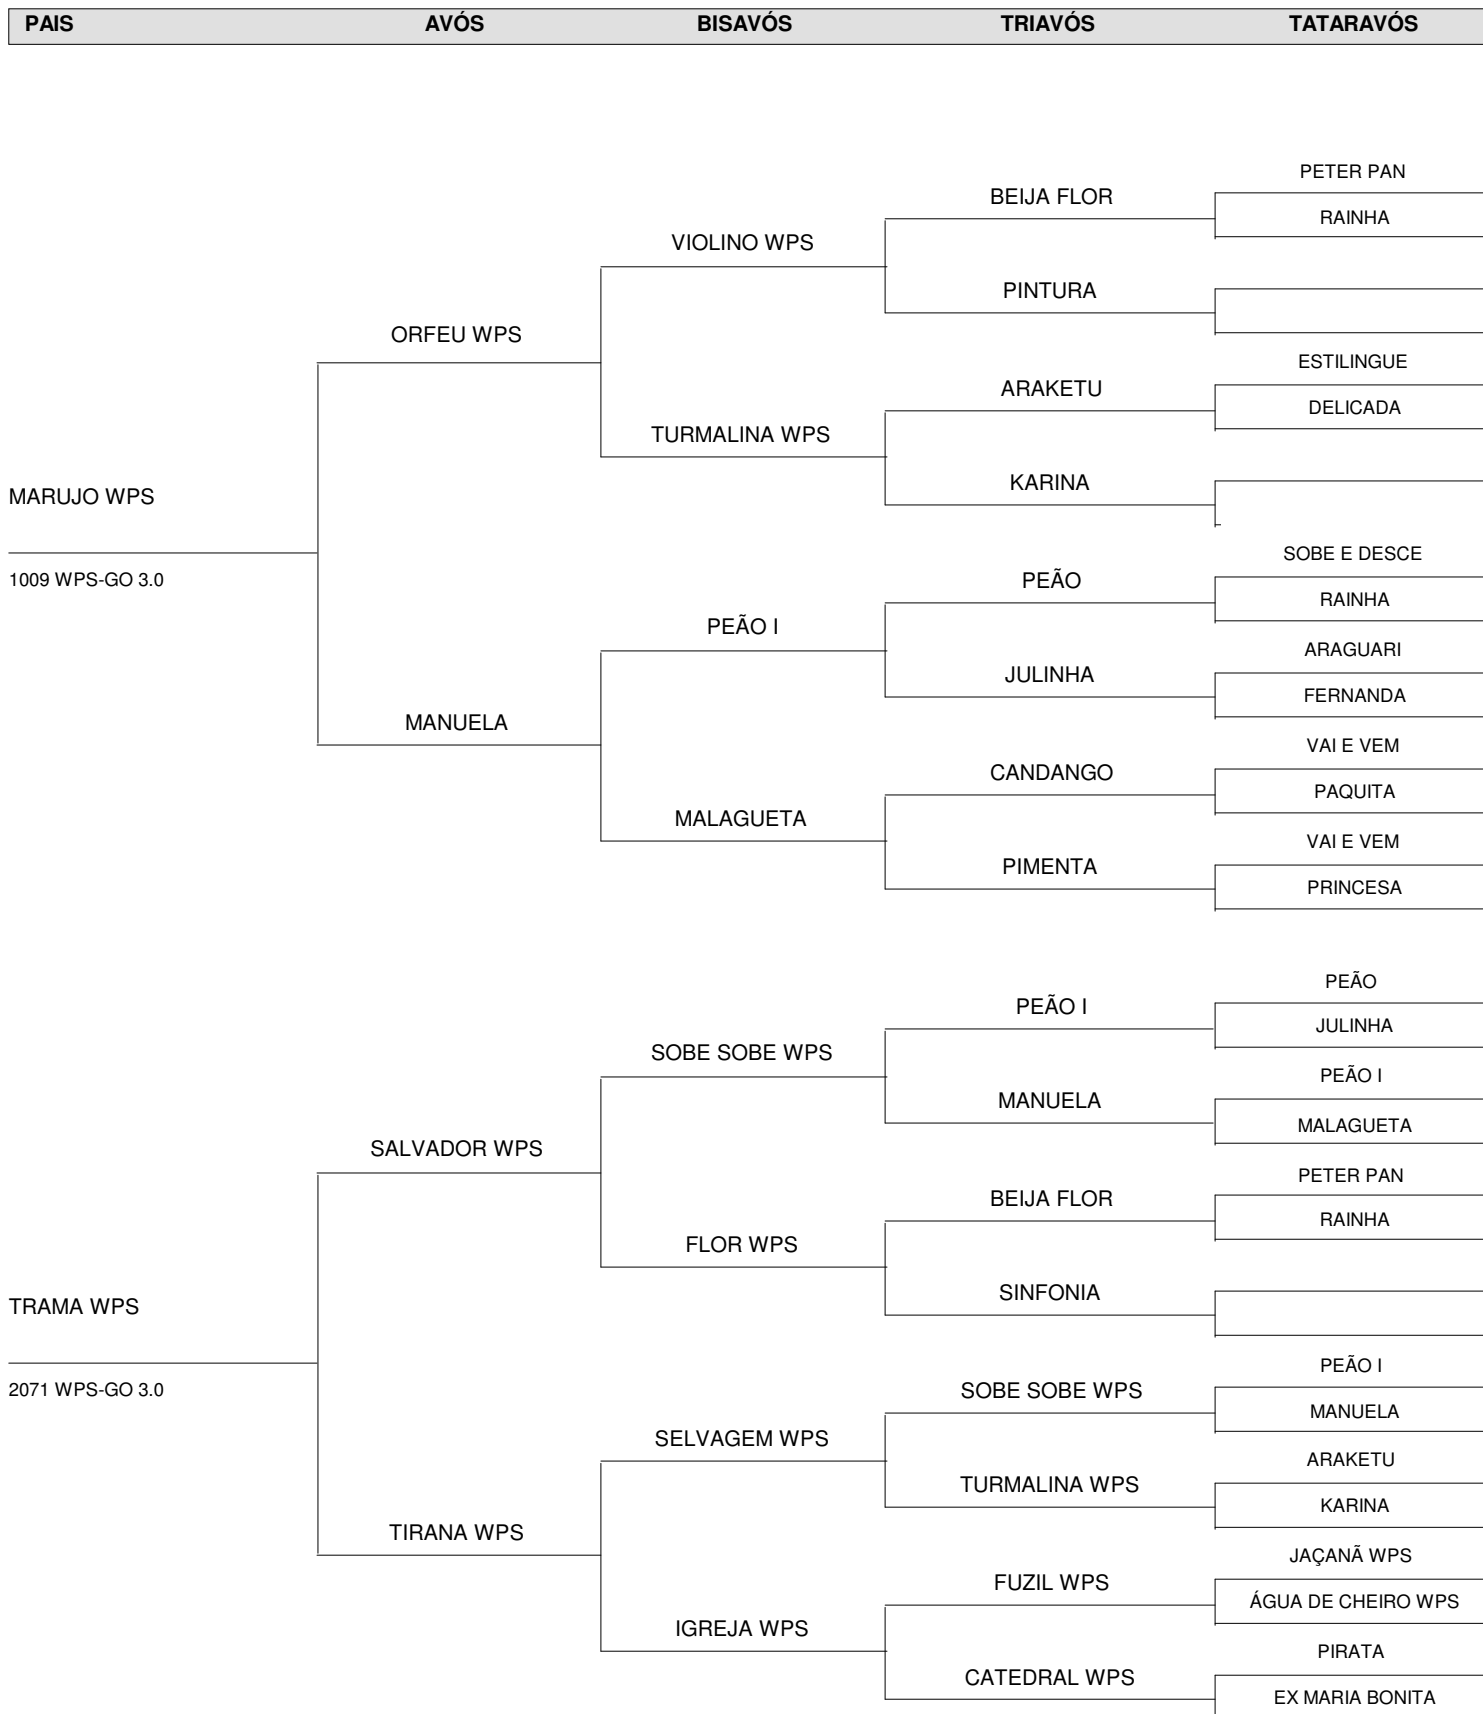 PAIS AVÓS BISAVÓS TRIAVÓS TATARAVÓS
PETER PAN
BEIJA FLOR
RAINHA
VIOLINO WPS
PINTURA
ORFEU WPS
ESTILINGUE
ARAKETU
DELICADA
TURMALINA WPS
KARINA
MARUJO WPS
SOBE E DESCE
1009 WPS-GO 3.0
PEÃO
RAINHA
PEÃO I
ARAGUARI
JULINHA
FERNANDA
MANUELA
VAI E VEM
CANDANGO
PAQUITA
MALAGUETA
VAI E VEM
PIMENTA
PRINCESA
PEÃO
PEÃO I
JULINHA
SOBE SOBE WPS
PEÃO I
MANUELA
MALAGUETA
SALVADOR WPS
PETER PAN
BEIJA FLOR
RAINHA
FLOR WPS
SINFONIA
TRAMA WPS
PEÃO I
2071 WPS-GO 3.0
SOBE SOBE WPS
MANUELA
SELVAGEM WPS
ARAKETU
TURMALINA WPS
KARINA
TIRANA WPS
JAÇANÃ WPS
FUZIL WPS
ÁGUA DE CHEIRO WPS
IGREJA WPS
PIRATA
CATEDRAL WPS
EX MARIA BONITA